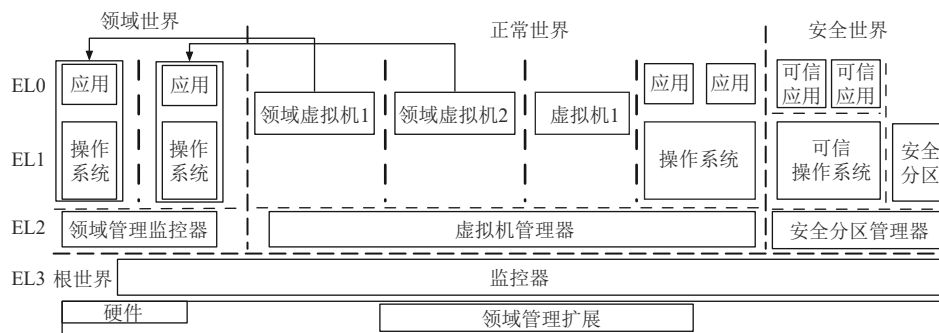 领域世界
正常世界
安全世界
EL0
应用
应用
应用
应用
可信
应用
可信
应用
领域虚拟机1
领域虚拟机2
虚拟机1
EL1
操作
系统
操作
系统
操作系统
可信
操作系统
安全
分区
EL2
领域管理监控器
虚拟机管理器
安全分区管理器
EL3 根世界
监控器
硬件
领域管理扩展